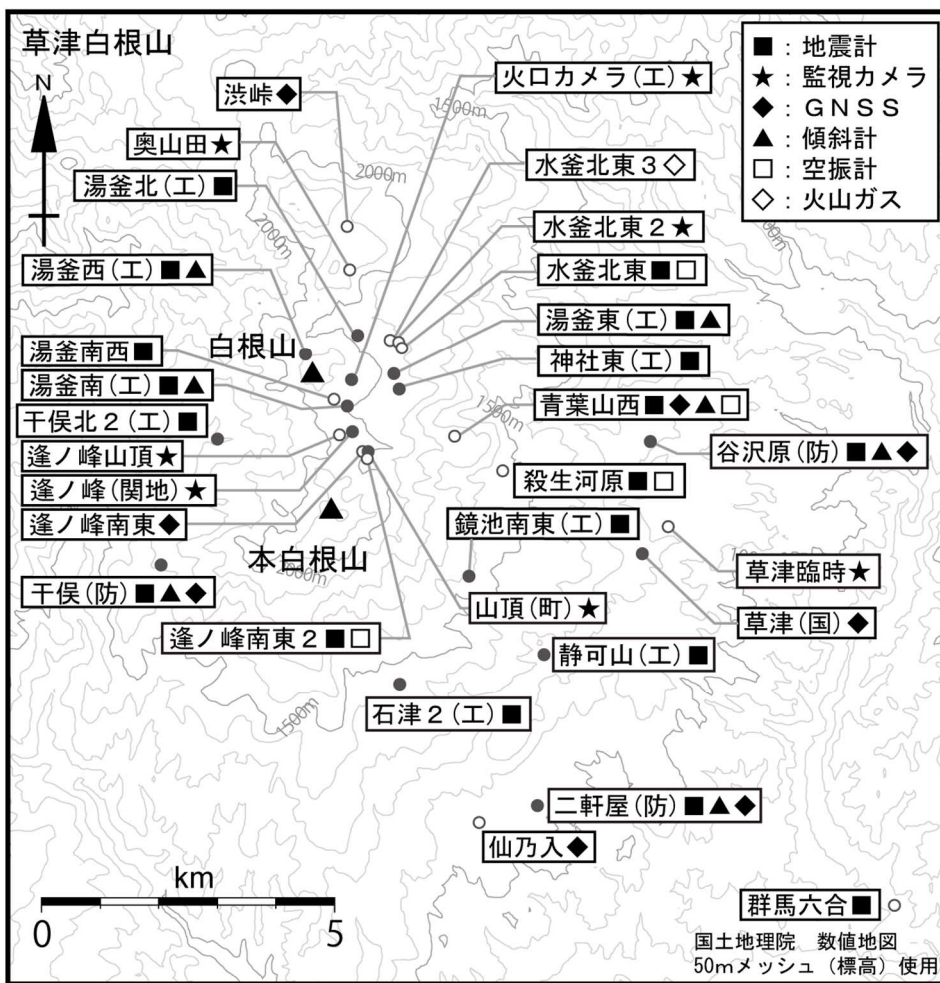 草津白根山
N
■：地震計
★：監視カメラ
◆：ＧＮＳＳ
▲：傾斜計
□：空振計
◇：火山ガス
渋峠◆
火口カメラ(工)★
1500m
奥山田★
2000m
水釜北東３◇
湯釜北(工)■
2000m
水釜北東２★
湯釜西(工)■▲
水釜北東■□
湯釜東(工)■▲
白根山
湯釜南西■
神社東(工)■
湯釜南(工)■▲
1500m
青葉山西■◆▲□
干俣北２(工)■
谷沢原(防)■▲◆
逢ノ峰山頂★
殺生河原■□
逢ノ峰(関地)★
逢ノ峰南東◆
鏡池南東(工)■
本白根山
2000m
草津臨時★
干俣(防)■▲◆
山頂(町)★
草津(国)◆
逢ノ峰南東２■□
静可山(工)■
石津２(工)■
1500m
二軒屋(防)■▲◆
仙乃入◆
km
0 5
群馬六合■
国土地理院　数値地図
50mメッシュ（標高）使用